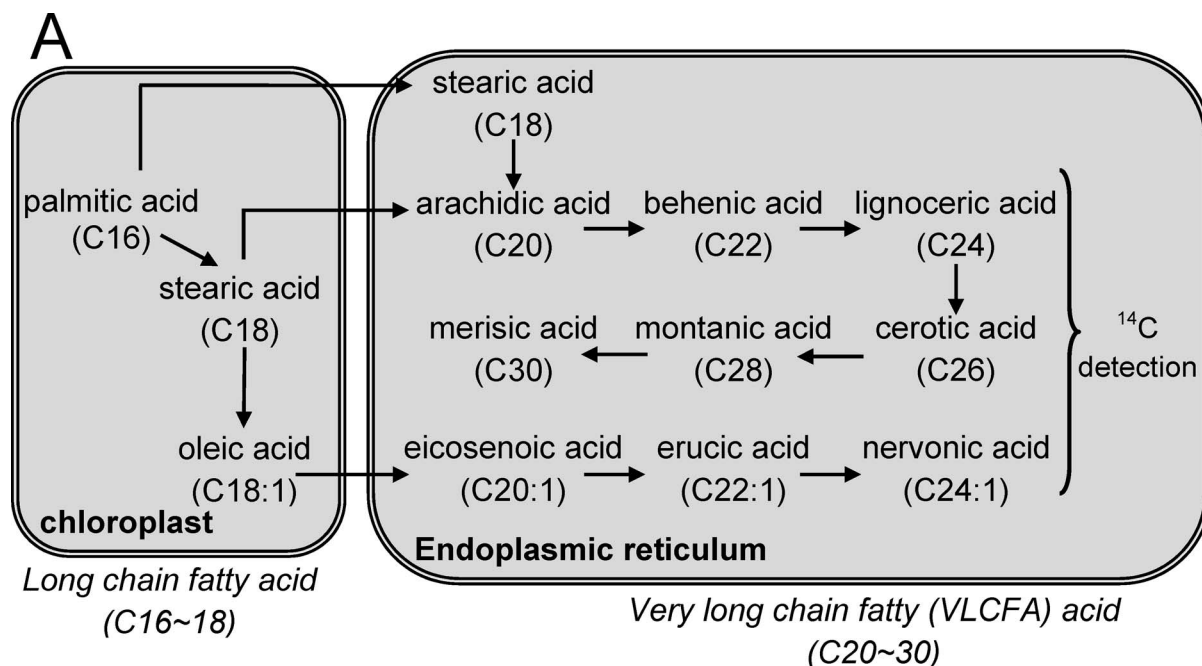 A
stearic acid
(C18)
palmitic acid
(C16)
arachidic acid
(C20)
behenic acid
(C22)
lignoceric acid
(C24)
stearic acid
(C18)
merisic acid
(C30)
montanic acid
(C28)
cerotic acid
(C26)
14C
detection
oleic acid
(C18:1)
eicosenoic acid
(C20:1)
erucic acid
(C22:1)
nervonic acid
(C24:1)
chloroplast
Endoplasmic reticulum
Long chain fatty acid
(C16~18)
Very long chain fatty (VLCFA) acid
(C20~30)